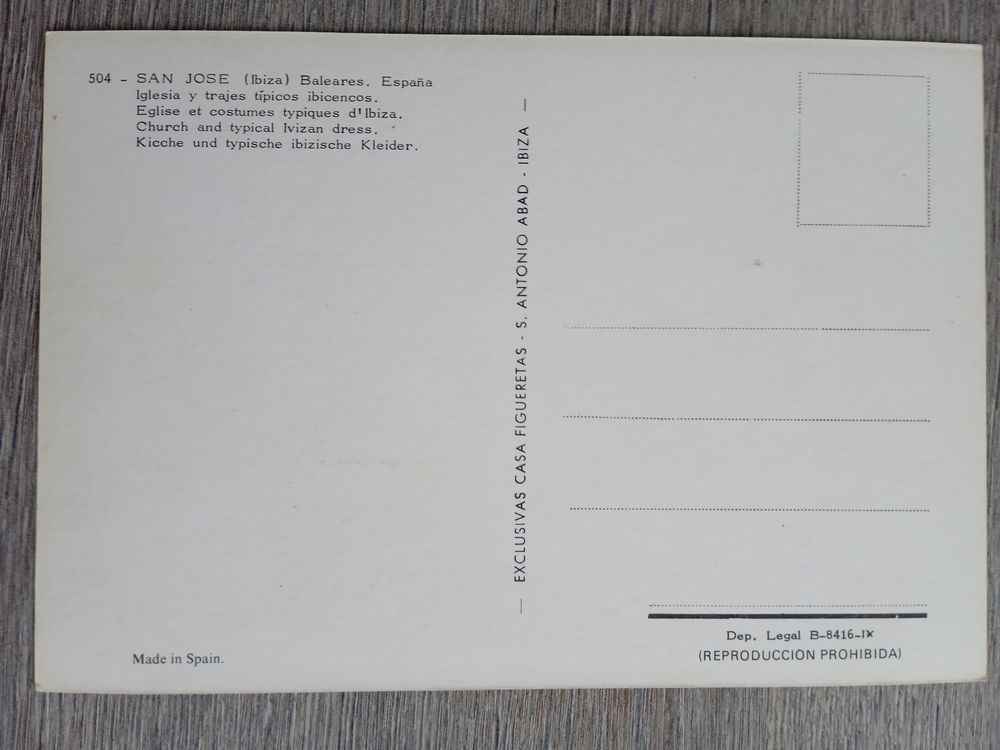 504 - SAN JOSE (Ibiza) Baleares. España
Iglesia y trajes típicos ibicencos.
Eglise et costumes typiques d'Ibiza.
Church and typical Ivizan dress.
Kicche und typische ibizische Kleider.
— EXCLUSIVAS CASA FIGUERETAS - S. ANTONIO ABAD - IBIZA —
Dep. Legal B-8416-IX
(REPRODUCCION PROHIBIDA)
Made in Spain.